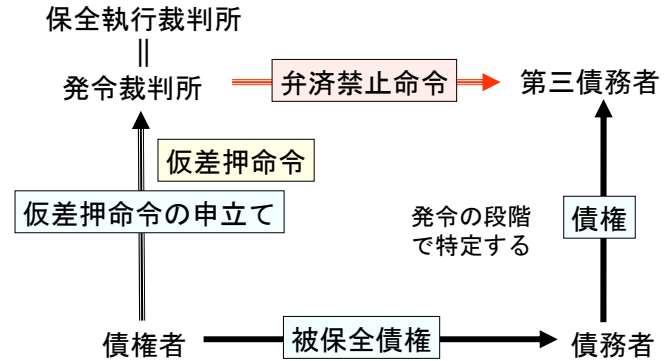 保全執行裁判所
||
発令裁判所
弁済禁止命令
第三債務者
仮差押命令
仮差押命令の申立て
発令の段階
で特定する
債権
債権者
被保全債権
債務者